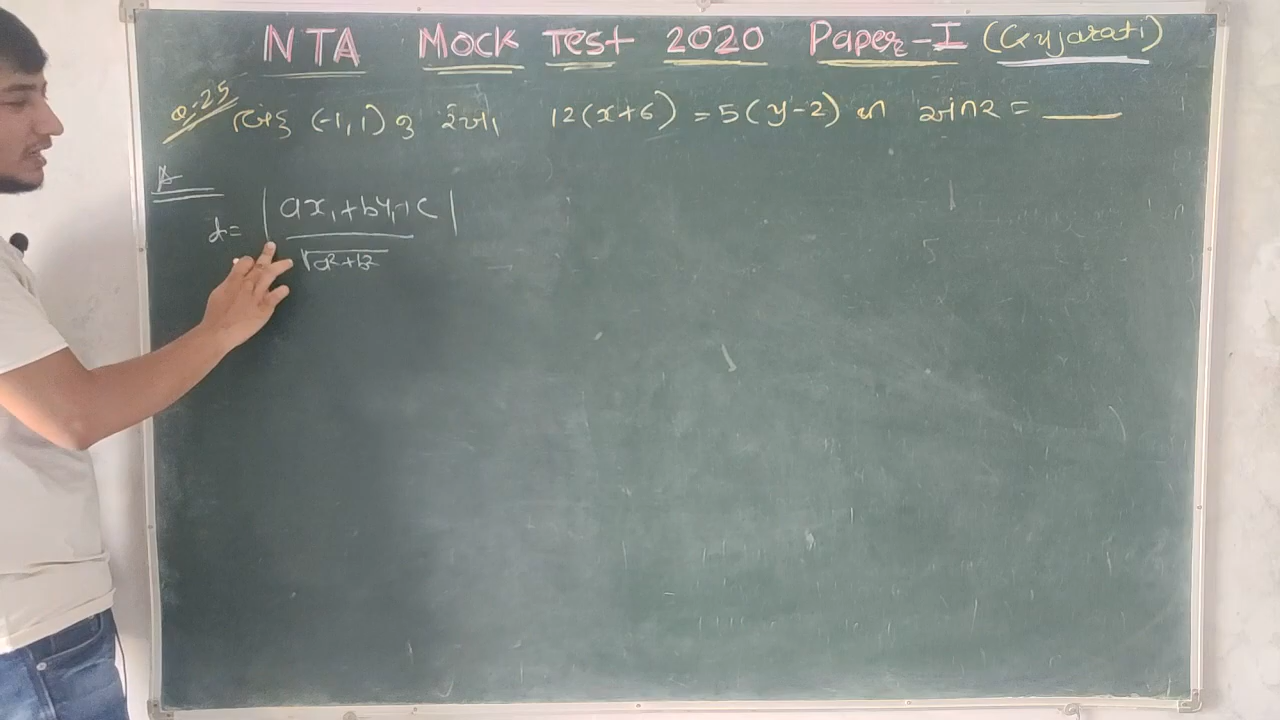 NTA Mock Test 2020 Paper-I (Gujarati)
Q-25 બિંદુ (-1,1) નું રેખા 12(x+6) = 5(y-2) થી અંતર = ____
A
d = | ax₁+by₁+c / √a²+b² |